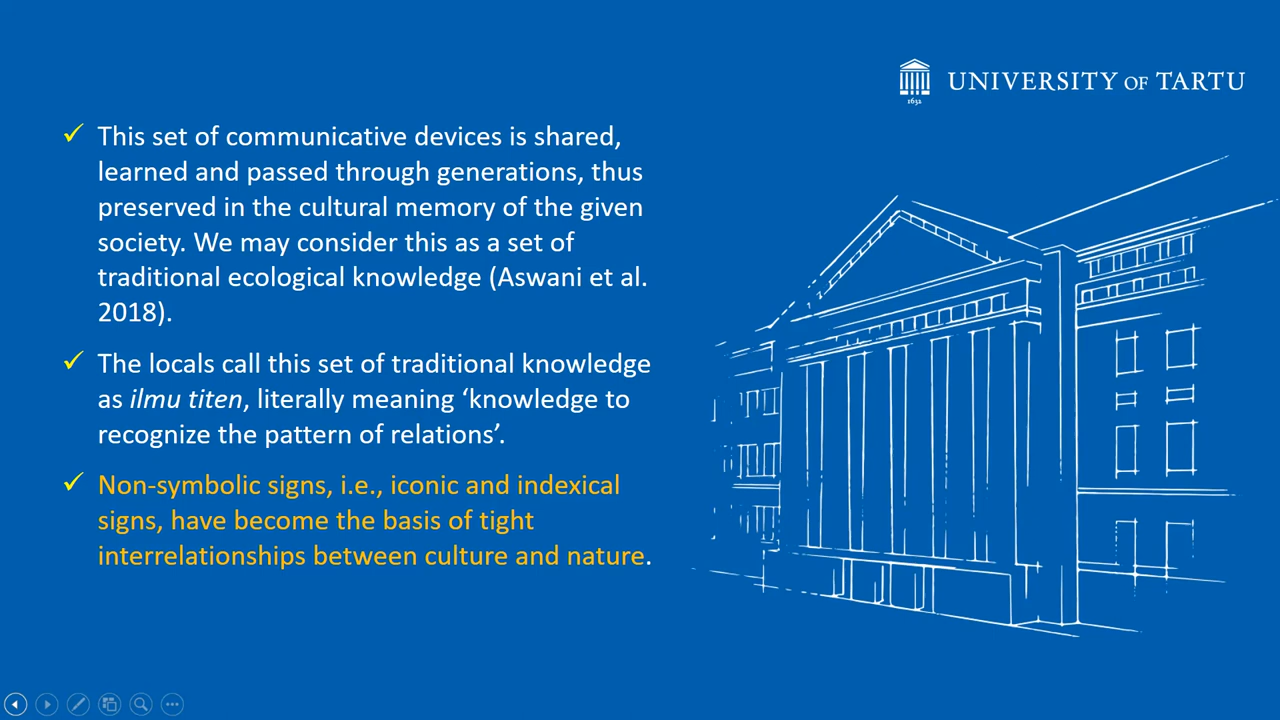 UNIVERSITY OF TARTU
1632
✓ This set of communicative devices is shared,
learned and passed through generations, thus
preserved in the cultural memory of the given
society. We may consider this as a set of
traditional ecological knowledge (Aswani et al.
2018).
✓ The locals call this set of traditional knowledge
as ilmu titen, literally meaning ‘knowledge to
recognize the pattern of relations’.
✓ Non-symbolic signs, i.e., iconic and indexical
signs, have become the basis of tight
interrelationships between culture and nature.